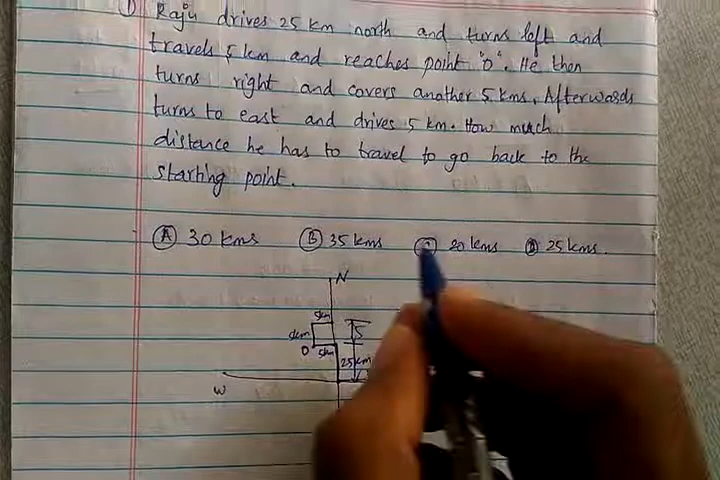 1) Raju drives 25 km north and turns left and
travels 5 km and reaches point "O". He then
turns right and covers another 5 kms. Afterwards
turns to east and drives 5 km. How much
distance he has to travel to go back to the
starting point.
(A) 30 kms (B) 35 kms (C) 20 kms (D) 25 kms.
N
5km
5km 5
O 5km 25km
W